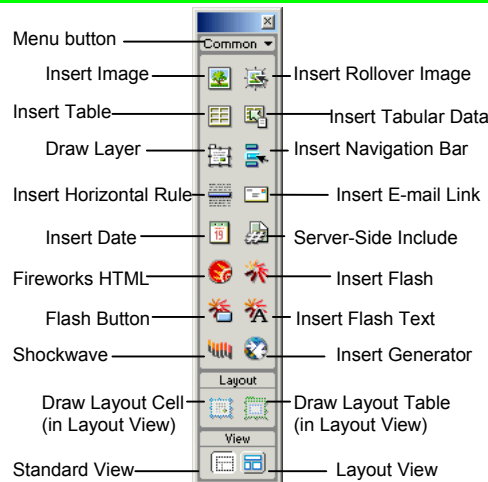 Menu button
Common
Insert Image
Insert Rollover Image
Insert Table
Insert Tabular Data
Draw Layer
Insert Navigation Bar
Insert Horizontal Rule
Insert E-mail Link
19
Insert Date
Server-Side Include
Fireworks HTML
Insert Flash
Flash Button
A
Insert Flash Text
Shockwave
Insert Generator
Layout
Draw Layout Cell
(in Layout View)
Draw Layout Table
(in Layout View)
View
Standard View
Layout View